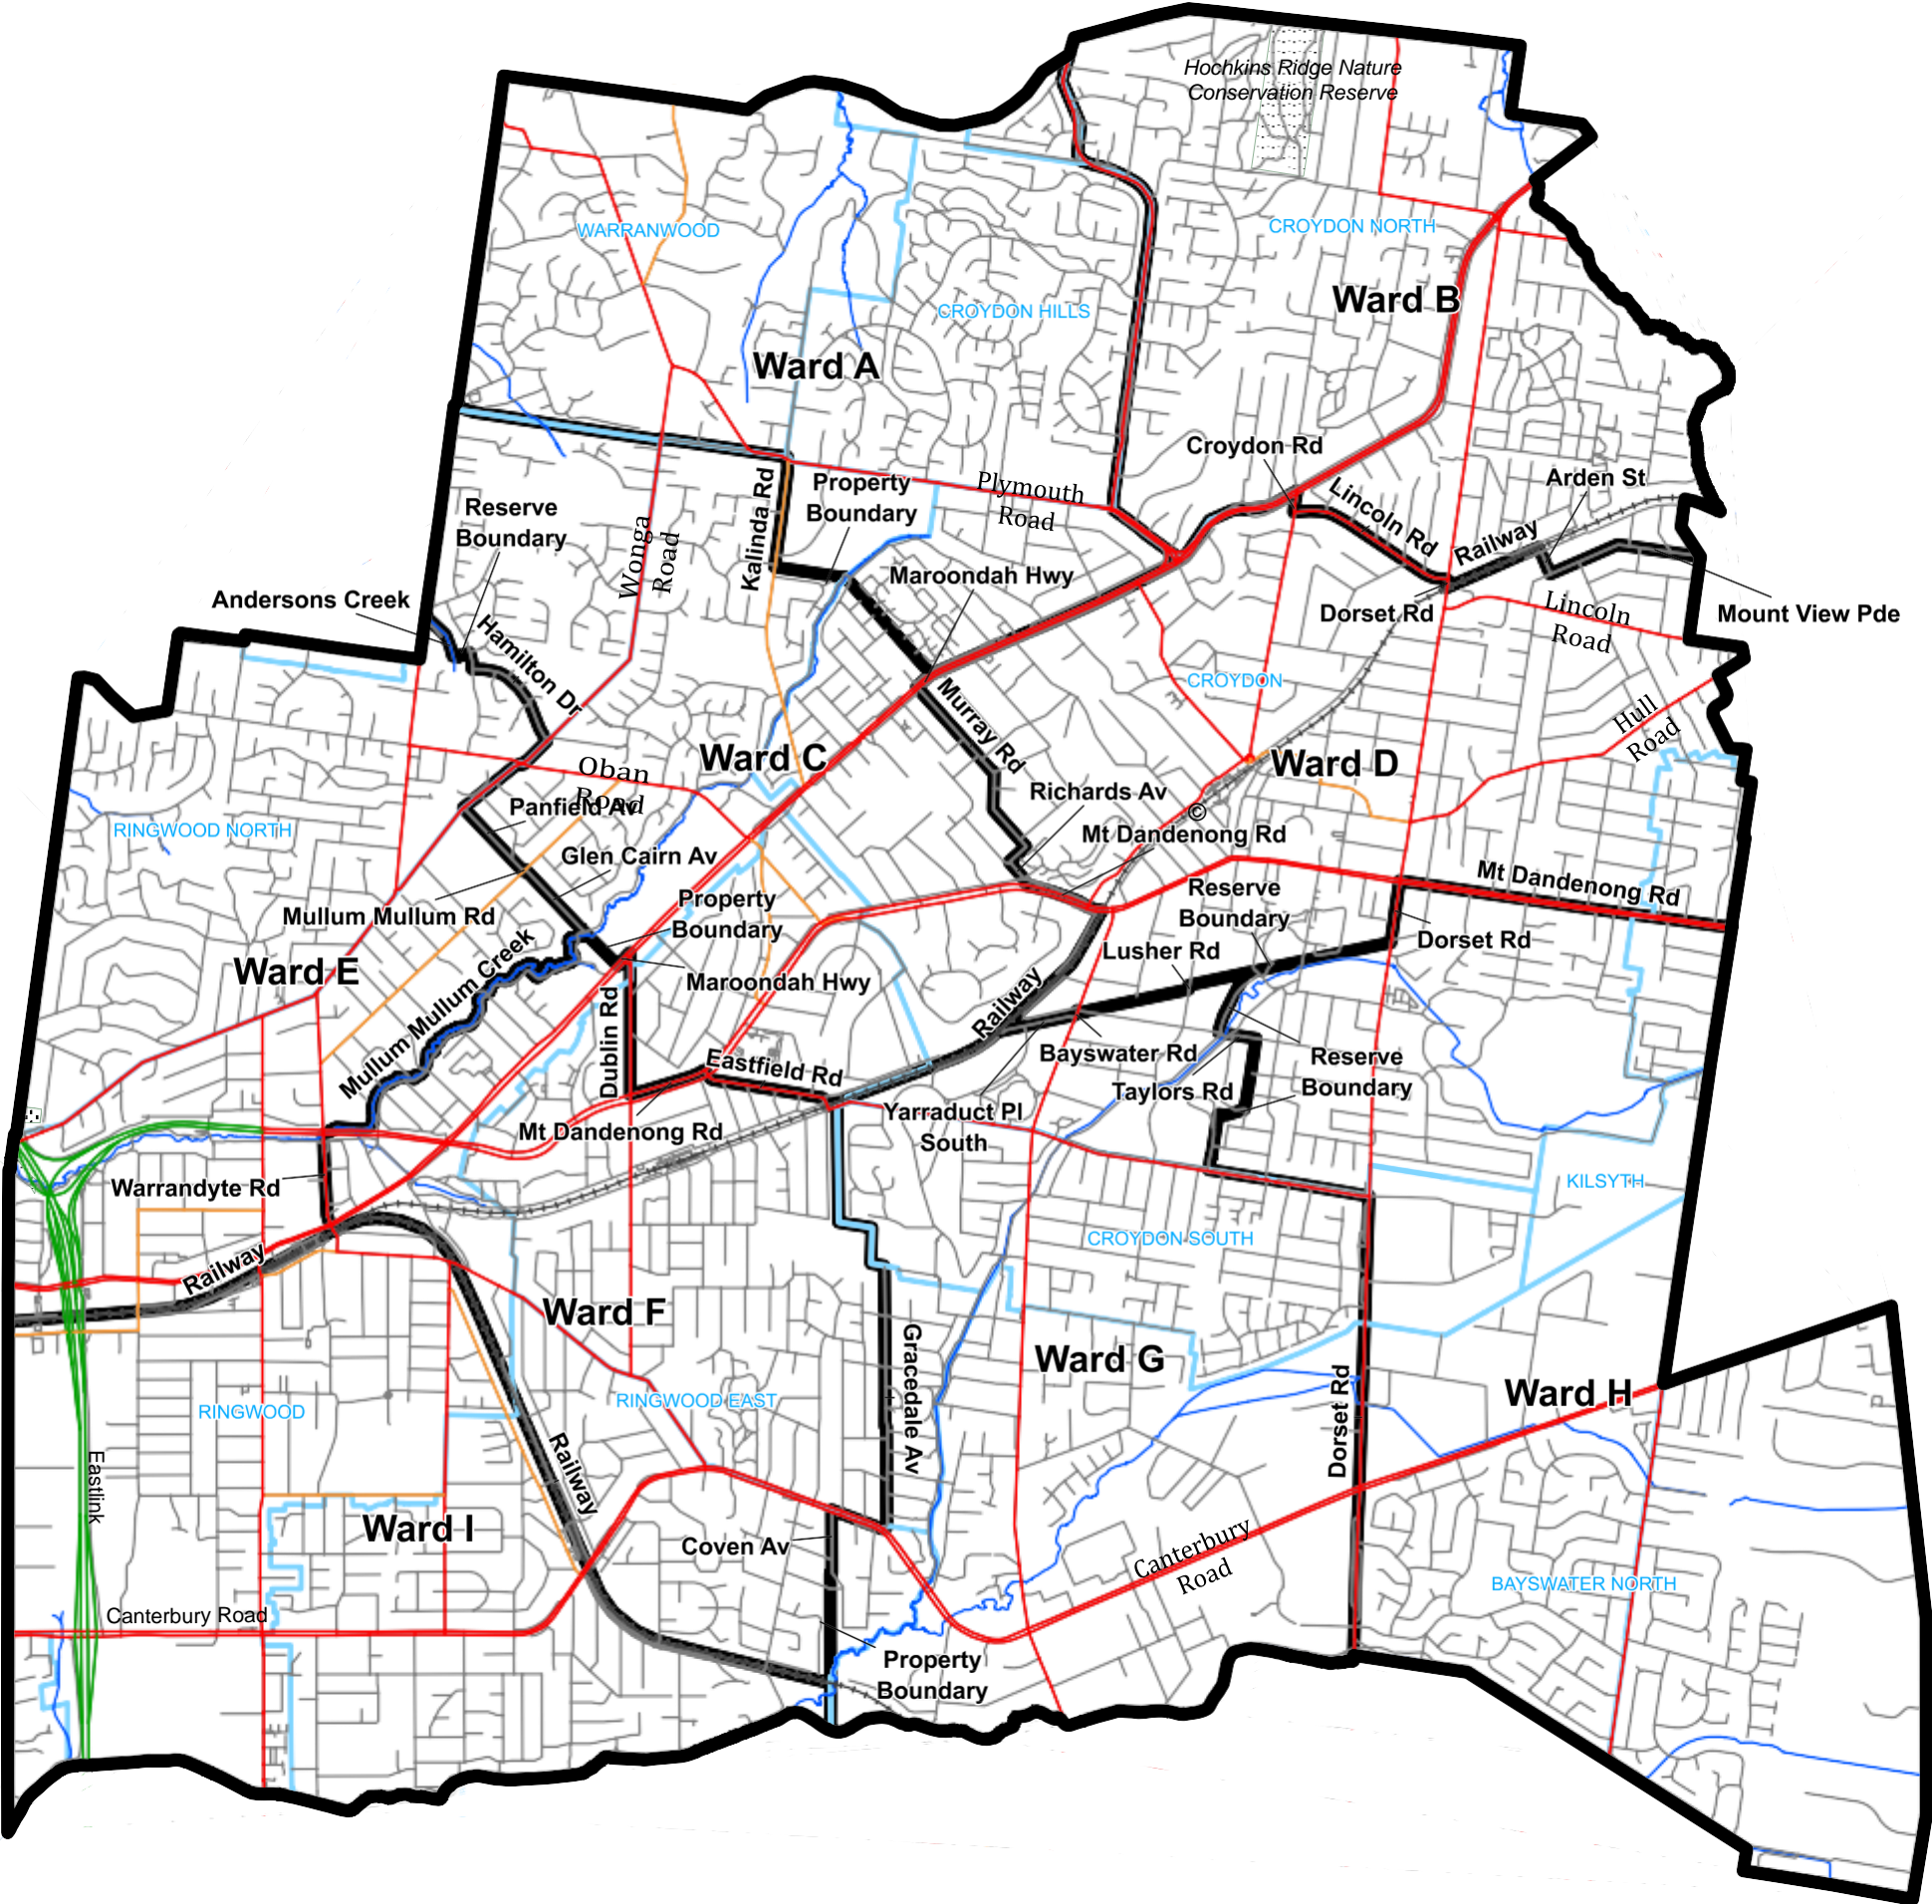 Hochkins Ridge Nature
Conservation Reserve
WARRANWOOD
CROYDON NORTH
Ward B
CROYDON HILLS
Ward A
Croydon Rd
Plymouth
Road
Kalinda Rd
Property
Boundary
Lincoln Rd
Arden St
Reserve
Boundary
Wonga
Road
Railway
Maroondah Hwy
Andersons Creek
Hamilton Dr
Dorset Rd
Lincoln
Road
Mount View Pde
CROYDON
Murray Rd
Hull
Road
Ward C
Ward D
Oban
Road
Panfield Av
Richards Av
©
Mt Dandenong Rd
RINGWOOD NORTH
Glen Cairn Av
Mullum Mullum Rd
Property
Boundary
Reserve
Boundary
Mt Dandenong Rd
Dorset Rd
Lusher Rd
Ward E
Mullum Mullum Creek
Maroondah Hwy
Dublin Rd
Railway
Eastfield Rd
Bayswater Rd
Reserve
Boundary
Taylors Rd
Yarraduct Pl
South
Mt Dandenong Rd
Warrandyte Rd
KILSYTH
CROYDON SOUTH
Railway
Ward F
Gracedale Av
Ward G
Dorset Rd
Ward H
RINGWOOD
RINGWOOD EAST
Eastlink
Railway
Ward I
Coven Av
Canterbury
Road
BAYSWATER NORTH
Canterbury Road
Property
Boundary